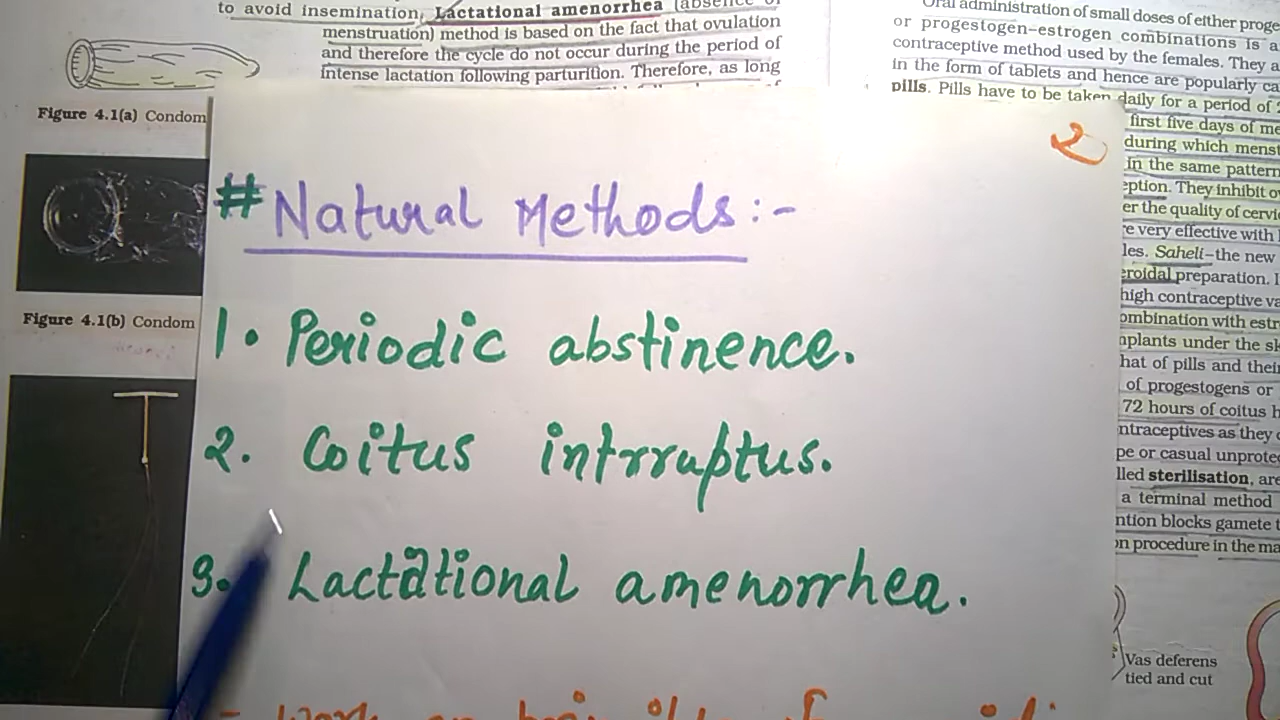 to avoid insemination. Lactational amenorrhea (absence of
menstruation) method is based on the fact that ovulation
and therefore the cycle do not occur during the period of
intense lactation following parturition. Therefore, as long
Figure 4.1(a) Condom
Figure 4.1(b) Condom
2
# Natural Methods:-
1. Periodic abstinence.
2. Coitus intrruptus.
3. Lactational amenorrhea.
Oral administration of small doses of either proge
or progestogen–estrogen combinations is a
contraceptive method used by the females. They a
in the form of tablets and hence are popularly ca
pills. Pills have to be taken daily for a period of 2
first five days of me
during which menst
in the same pattern
eption. They inhibit ov
er the quality of cervi
re very effective with
les. Saheli–the new
eroidal preparation. I
high contraceptive va
ombination with estr
nplants under the sk
hat of pills and thei
of progestogens or
72 hours of coitus h
ntraceptives as they
pe or casual unprote
lled sterilisation, are
a terminal method
ntion blocks gamete t
on procedure in the ma
Vas deferens
tied and cut